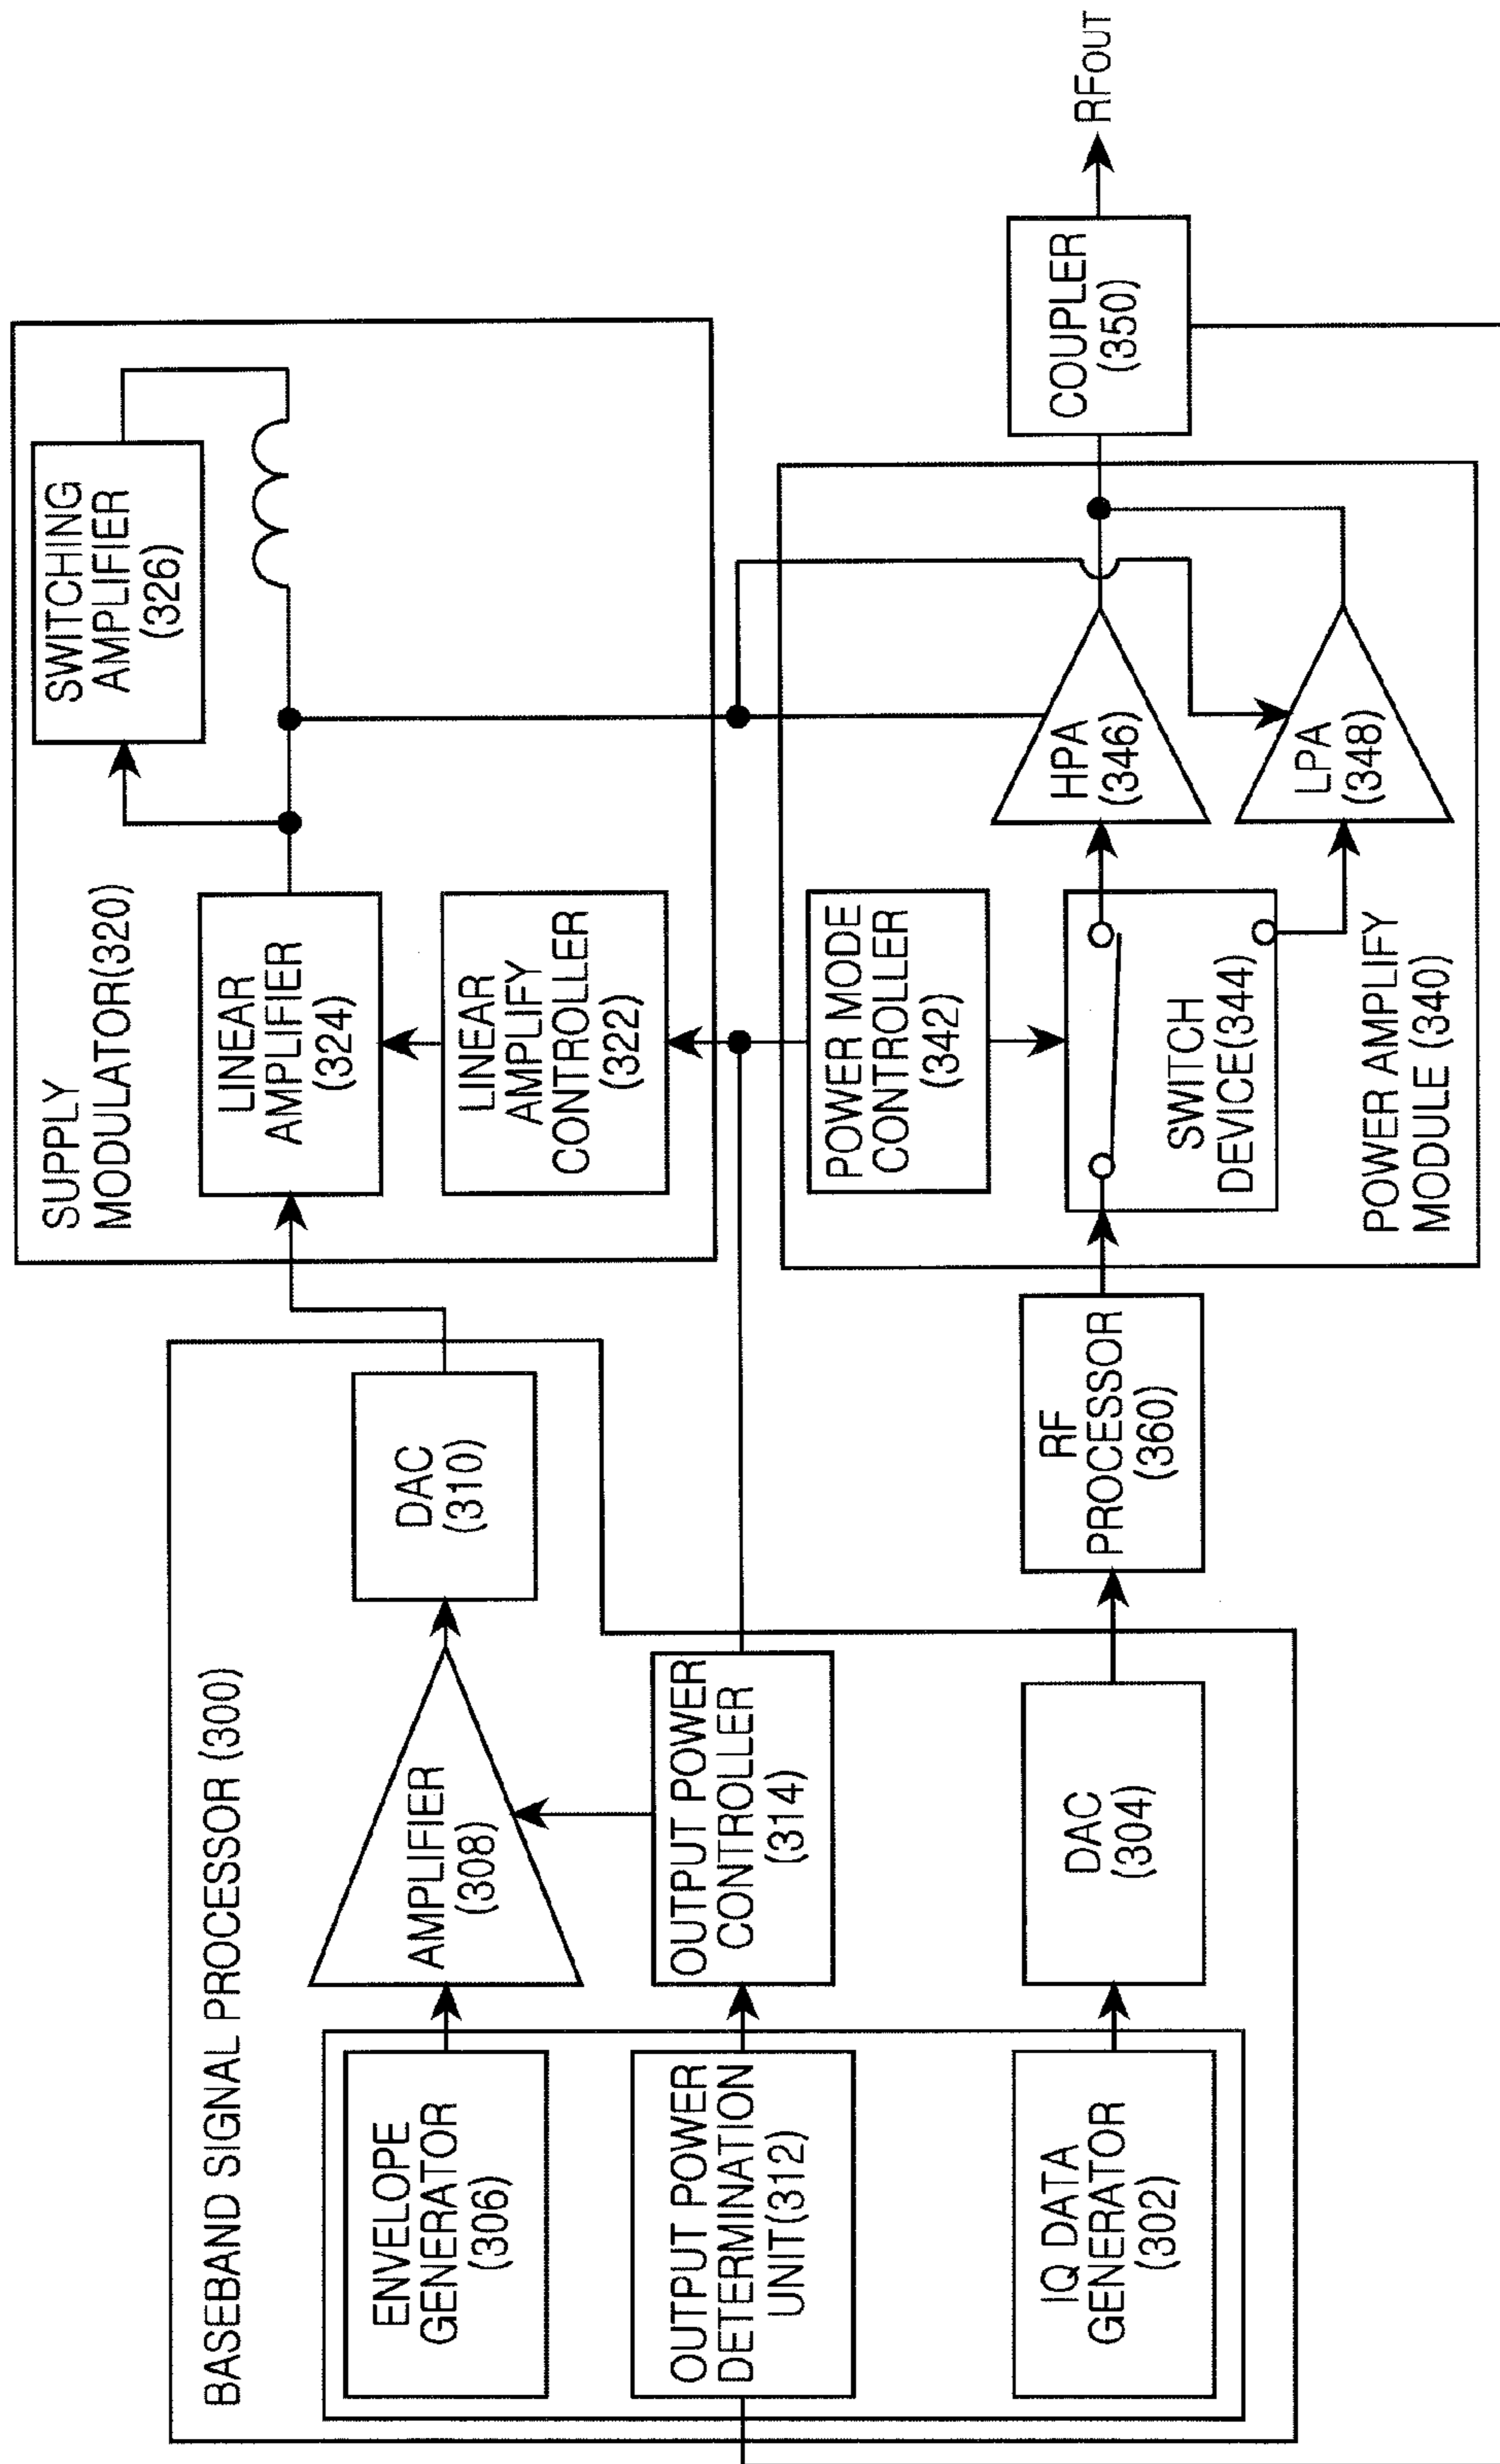 BASEBAND SIGNAL PROCESSOR (300)
ENVELOPE
GENERATOR
(306)
AMPLIFIER
(308)
DAC
(310)
OUTPUT POWER
DETERMINATION
UNIT(312)
OUTPUT POWER
CONTROLLER
(314)
IQ DATA
GENERATOR
(302)
DAC
(304)
RF
PROCESSOR
(360)
SUPPLY
MODULATOR(320)
LINEAR
AMPLIFIER
(324)
LINEAR
AMPLIFY
CONTROLLER
(322)
SWITCHING
AMPLIFIER
(326)
POWER MODE
CONTROLLER
(342)
SWITCH
DEVICE(344)
HPA
(346)
LPA
(348)
POWER AMPLIFY
MODULE (340)
COUPLER
(350)
RFOUT